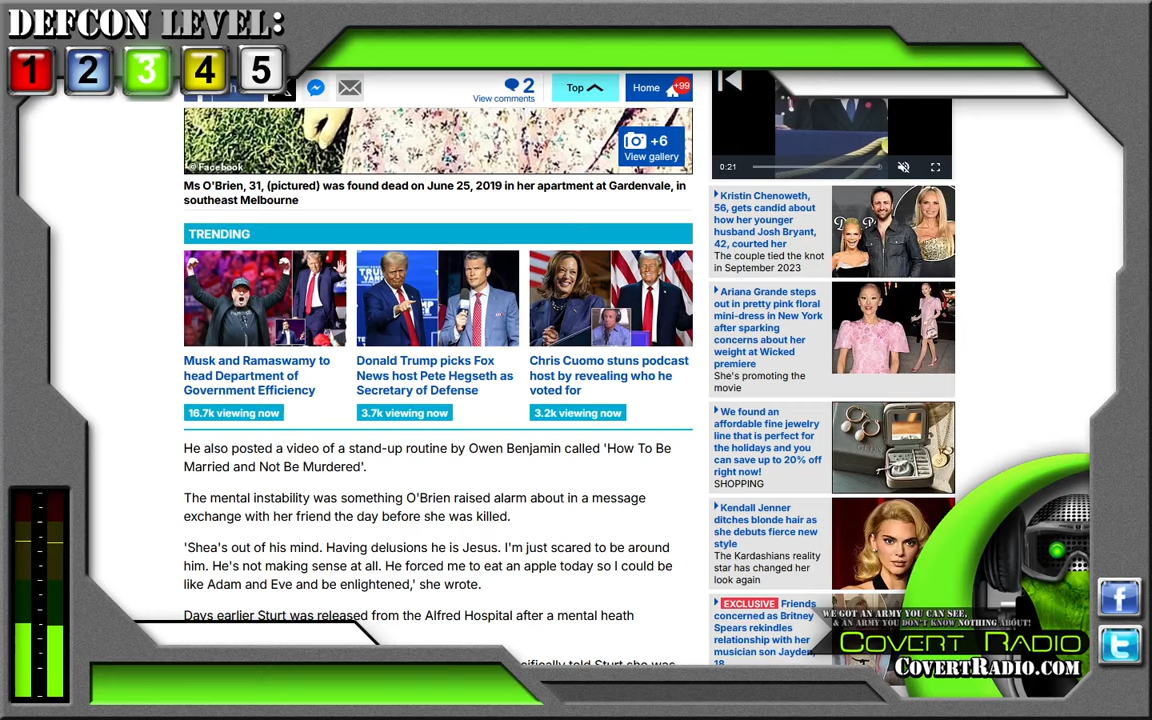 DEFCON LEVEL:
1 2 3 4 5
2
View comments
Top
Home
+99
© Facebook
+6
View gallery
0:21
Ms O'Brien, 31, (pictured) was found dead on June 25, 2019 in her apartment at Gardenvale, in
southeast Melbourne
TRENDING
Musk and Ramaswamy to
head Department of
Government Efficiency
16.7k viewing now
Donald Trump picks Fox
News host Pete Hegseth as
Secretary of Defense
3.7k viewing now
Chris Cuomo stuns podcast
host by revealing who he
voted for
3.2k viewing now
He also posted a video of a stand-up routine by Owen Benjamin called 'How To Be
Married and Not Be Murdered'.
The mental instability was something O'Brien raised alarm about in a message
exchange with her friend the day before she was killed.
'Shea's out of his mind. Having delusions he is Jesus. I'm just scared to be around
him. He's not making sense at all. He forced me to eat an apple today so I could be
like Adam and Eve and be enlightened,' she wrote.
Days earlier Sturt was released from the Alfred Hospital after a mental heath
told Sturt she was
Kristin Chenoweth,
56, gets candid about
how her younger
husband Josh Bryant,
42, courted her
The couple tied the knot
in September 2023
Ariana Grande steps
out in pretty pink floral
mini-dress in New York
after sparking
concerns about her
weight at Wicked
premiere
She's promoting the
movie
We found an
affordable fine jewelry
line that is perfect for
the holidays and you
can save up to 20% off
right now!
SHOPPING
Kendall Jenner
ditches blonde hair as
she debuts fierce new
style
The Kardashians reality
star has changed her
look again
EXCLUSIVE Friends
concerned as Britney
Spears rekindles
relationship with her
musician son Jayden,
18
WE GOT AN ARMY YOU CAN SEE,
& AN ARMY YOU DON'T KNOW NOTHING ABOUT!
COVERT RADIO
COVERTRADIO.COM